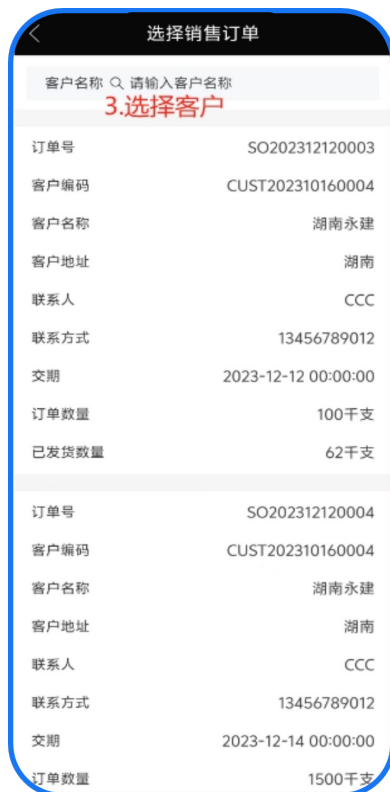 选择销售订单
客户名称 请输入客户名称
3.选择客户
订单号 SO202312120003
客户编码 CUST202310160004
客户名称 湖南永建
客户地址 湖南
联系人 CCC
联系方式 13456789012
交期 2023-12-12 00:00:00
订单数量 100千支
已发货数量 62千支
订单号 SO202312120004
客户编码 CUST202310160004
客户名称 湖南永建
客户地址 湖南
联系人 CCC
联系方式 13456789012
交期 2023-12-14 00:00:00
订单数量 1500千支